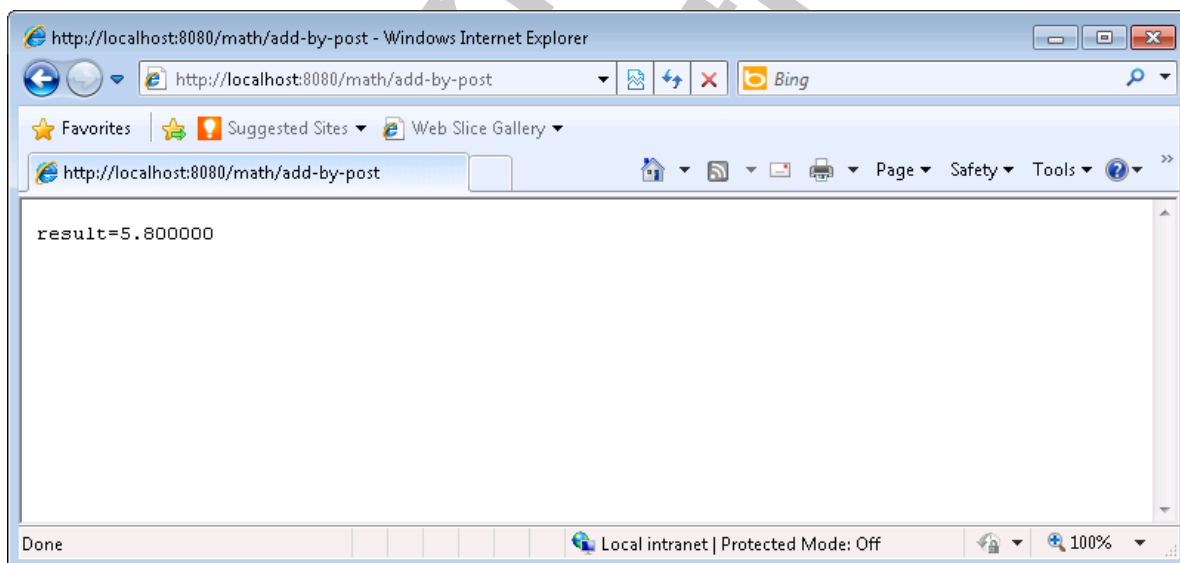 http://localhost:8080/math/add-by-post - Windows Internet Explorer
http://localhost:8080/math/add-by-post
Bing
Favorites Suggested Sites Web Slice Gallery
http://localhost:8080/math/add-by-post
Page Safety Tools
result=5.800000
Done
Local intranet | Protected Mode: Off
100%